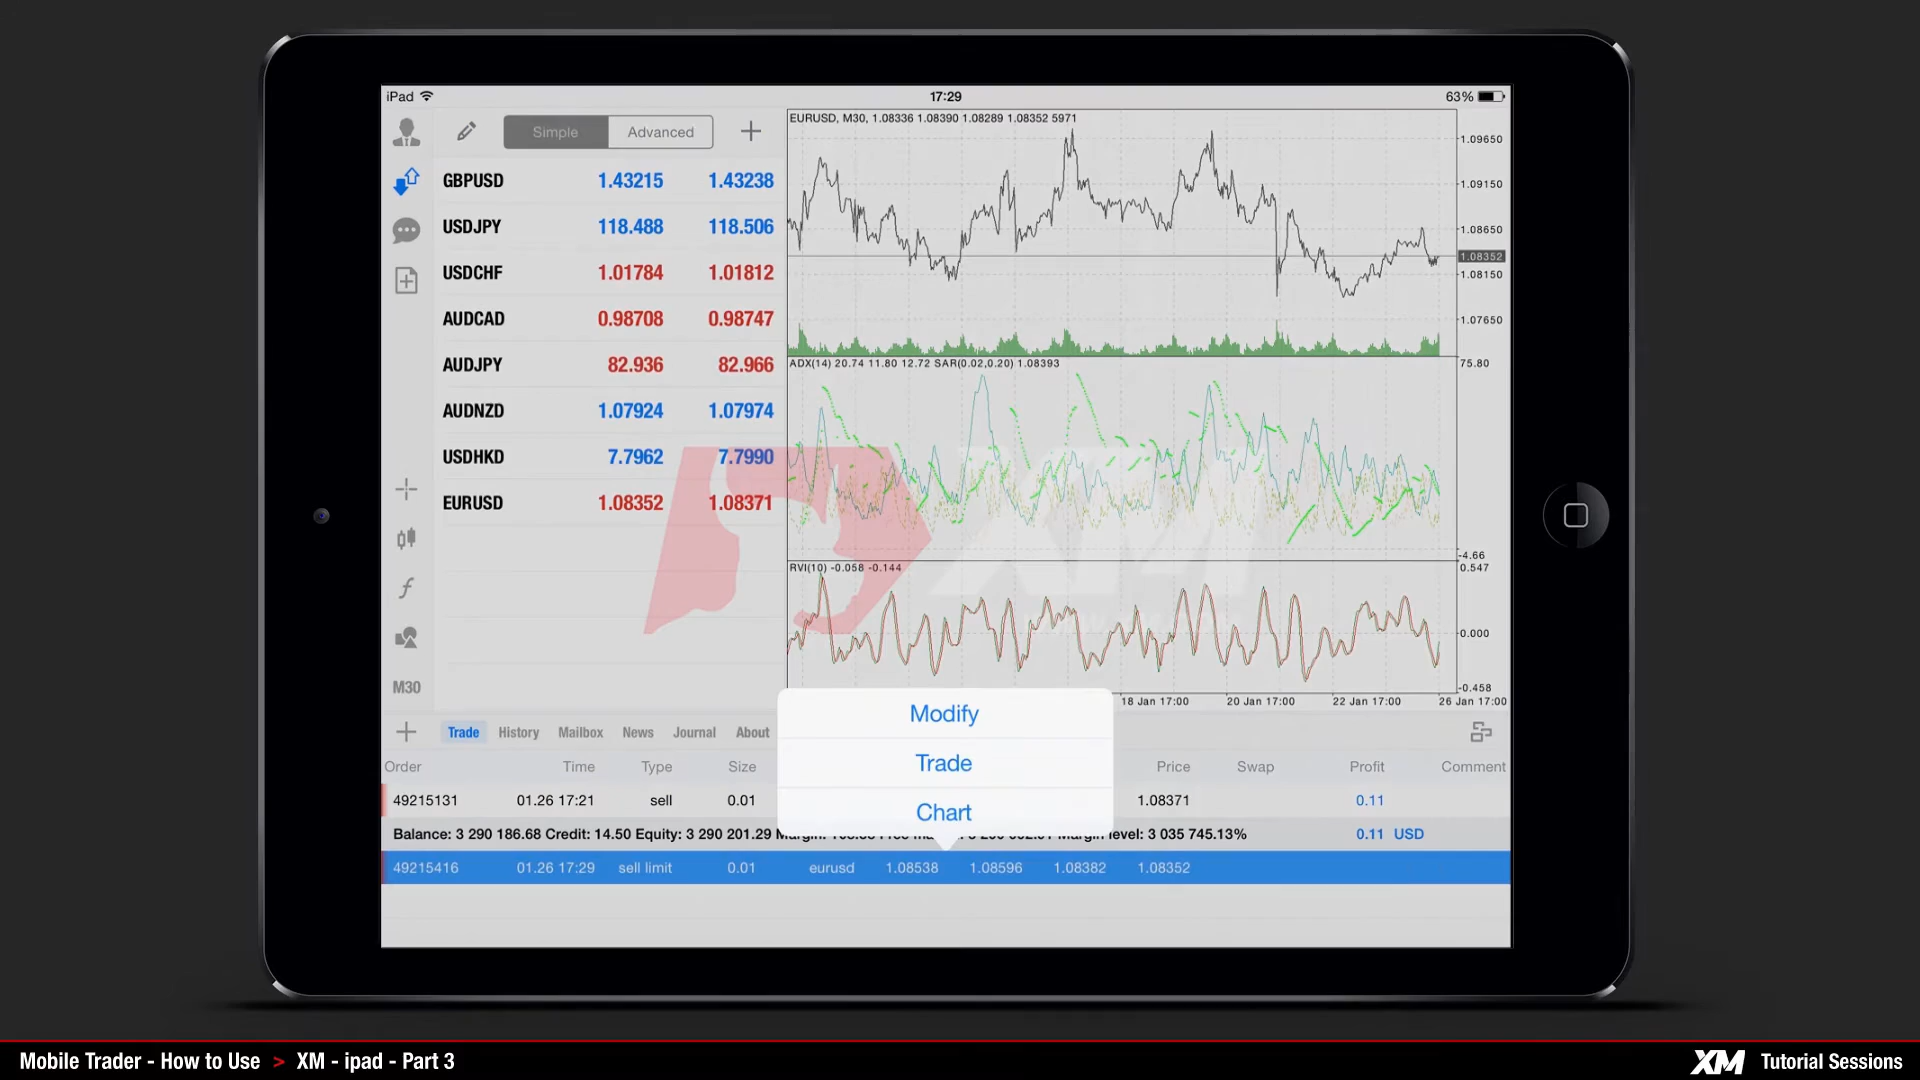 iPad 17:29 63%
Simple Advanced
EURUSD, M30, 1.08336 1.08390 1.08289 1.08352 5971
GBPUSD 1.43215 1.43238
USDJPY 118.488 118.506
USDCHF 1.01784 1.01812
AUDCAD 0.98708 0.98747
AUDJPY 82.936 82.966
AUDNZD 1.07924 1.07974
USDHKD 7.7962 7.7990
EURUSD 1.08352 1.08371
M30
1.09650
1.09150
1.08650
1.08352
1.08150
1.07650
ADX(14) 20.74 11.80 12.72 SAR(0.02,0.20) 1.08393
75.80
-4.66
XM
RVI(10) -0.058 -0.144
0.547
0.000
-0.458
18 Jan 17:00 20 Jan 17:00 22 Jan 17:00 26 Jan 17:00
Modify
Trade
Chart
Trade History Mailbox News Journal About
Order Time Type Size Price Swap Profit Comment
49215131 01.26 17:21 sell 0.01 1.08371 0.11
Balance: 3 290 186.68 Credit: 14.50 Equity: 3 290 201.29 level: 3 035 745.13% 0.11 USD
49215416 01.26 17:29 sell limit 0.01 eurusd 1.08538 1.08596 1.08382 1.08352
Mobile Trader - How to Use > XM - ipad - Part 3
XM Tutorial Sessions